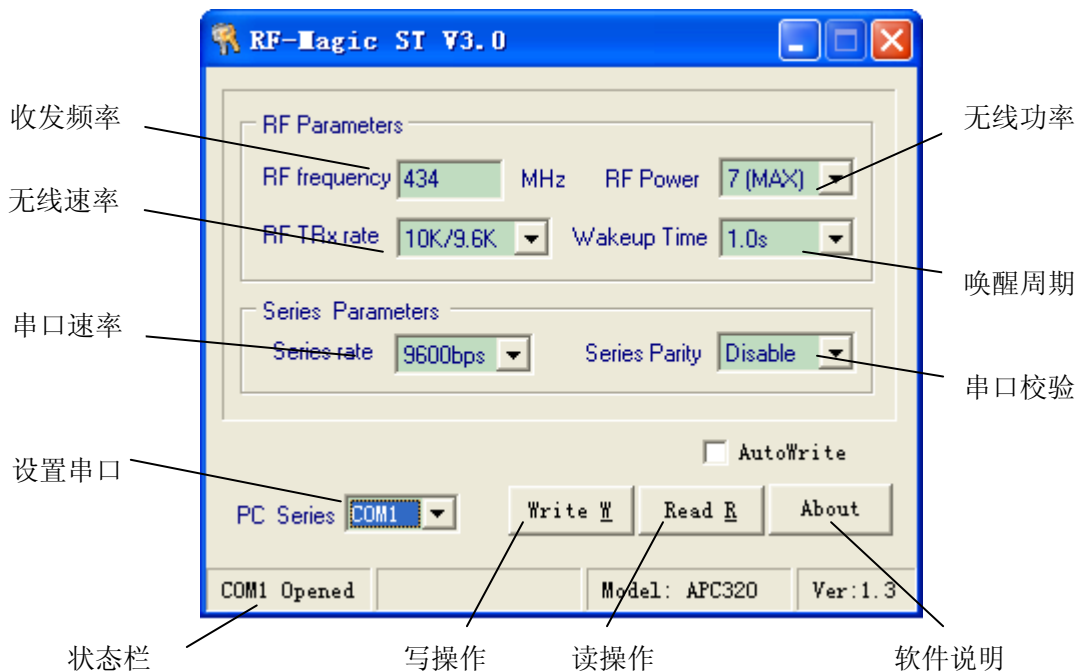 RF-Magic ST V3.0
收发频率
无线功率
RF Parameters
RF frequency 434 MHz RF Power 7 (MAX)
无线速率
RF TRx rate 10K/9.6K Wakeup Time 1.0s
唤醒周期
串口速率
Series Parameters
Series rate 9600bps Series Parity Disable
串口校验
AutoWrite
设置串口
PC Series COM1 Write W Read R About
COM1 Opened Model: APC320 Ver:1.3
状态栏 写操作 读操作 软件说明